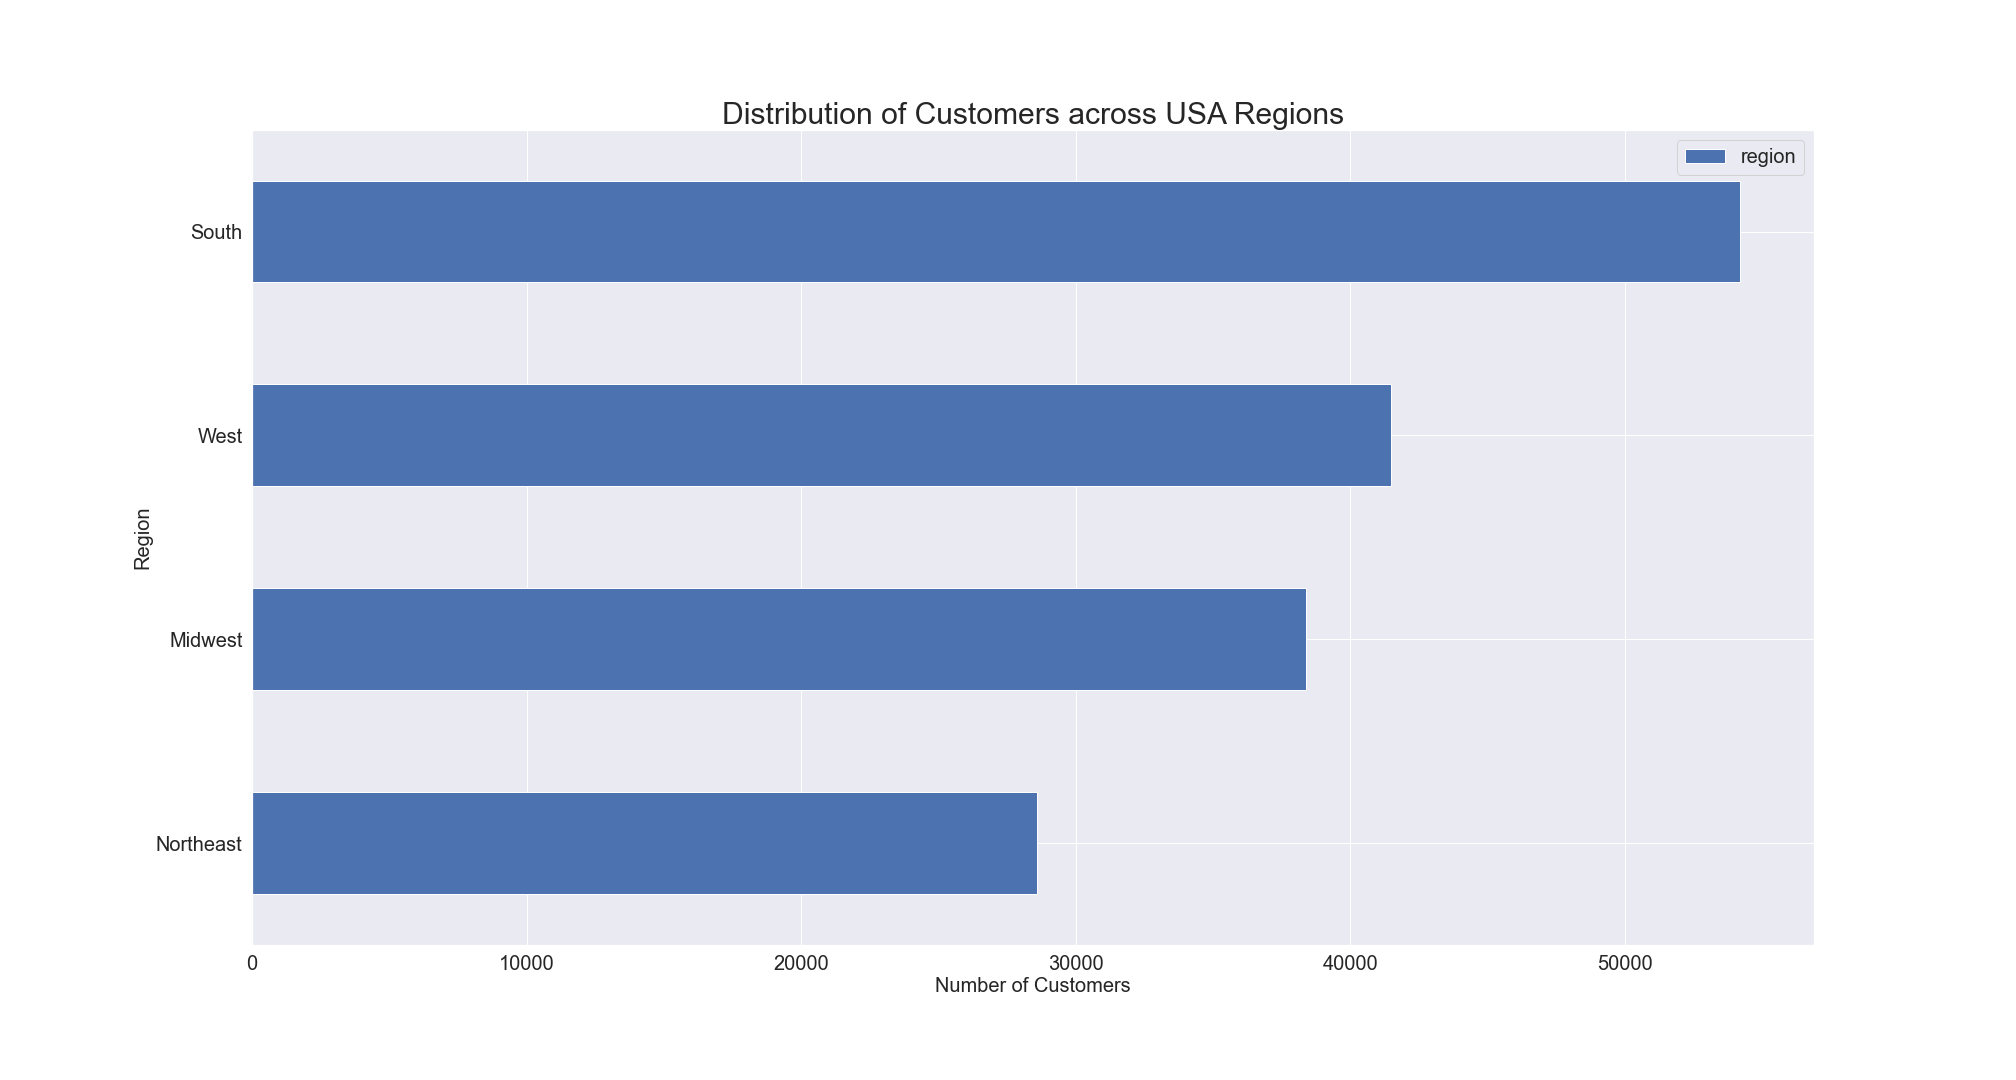 Distribution of Customers across USA Regions
region
South
West
Midwest
Northeast
Region
0 10000 20000 30000 40000 50000
Number of Customers